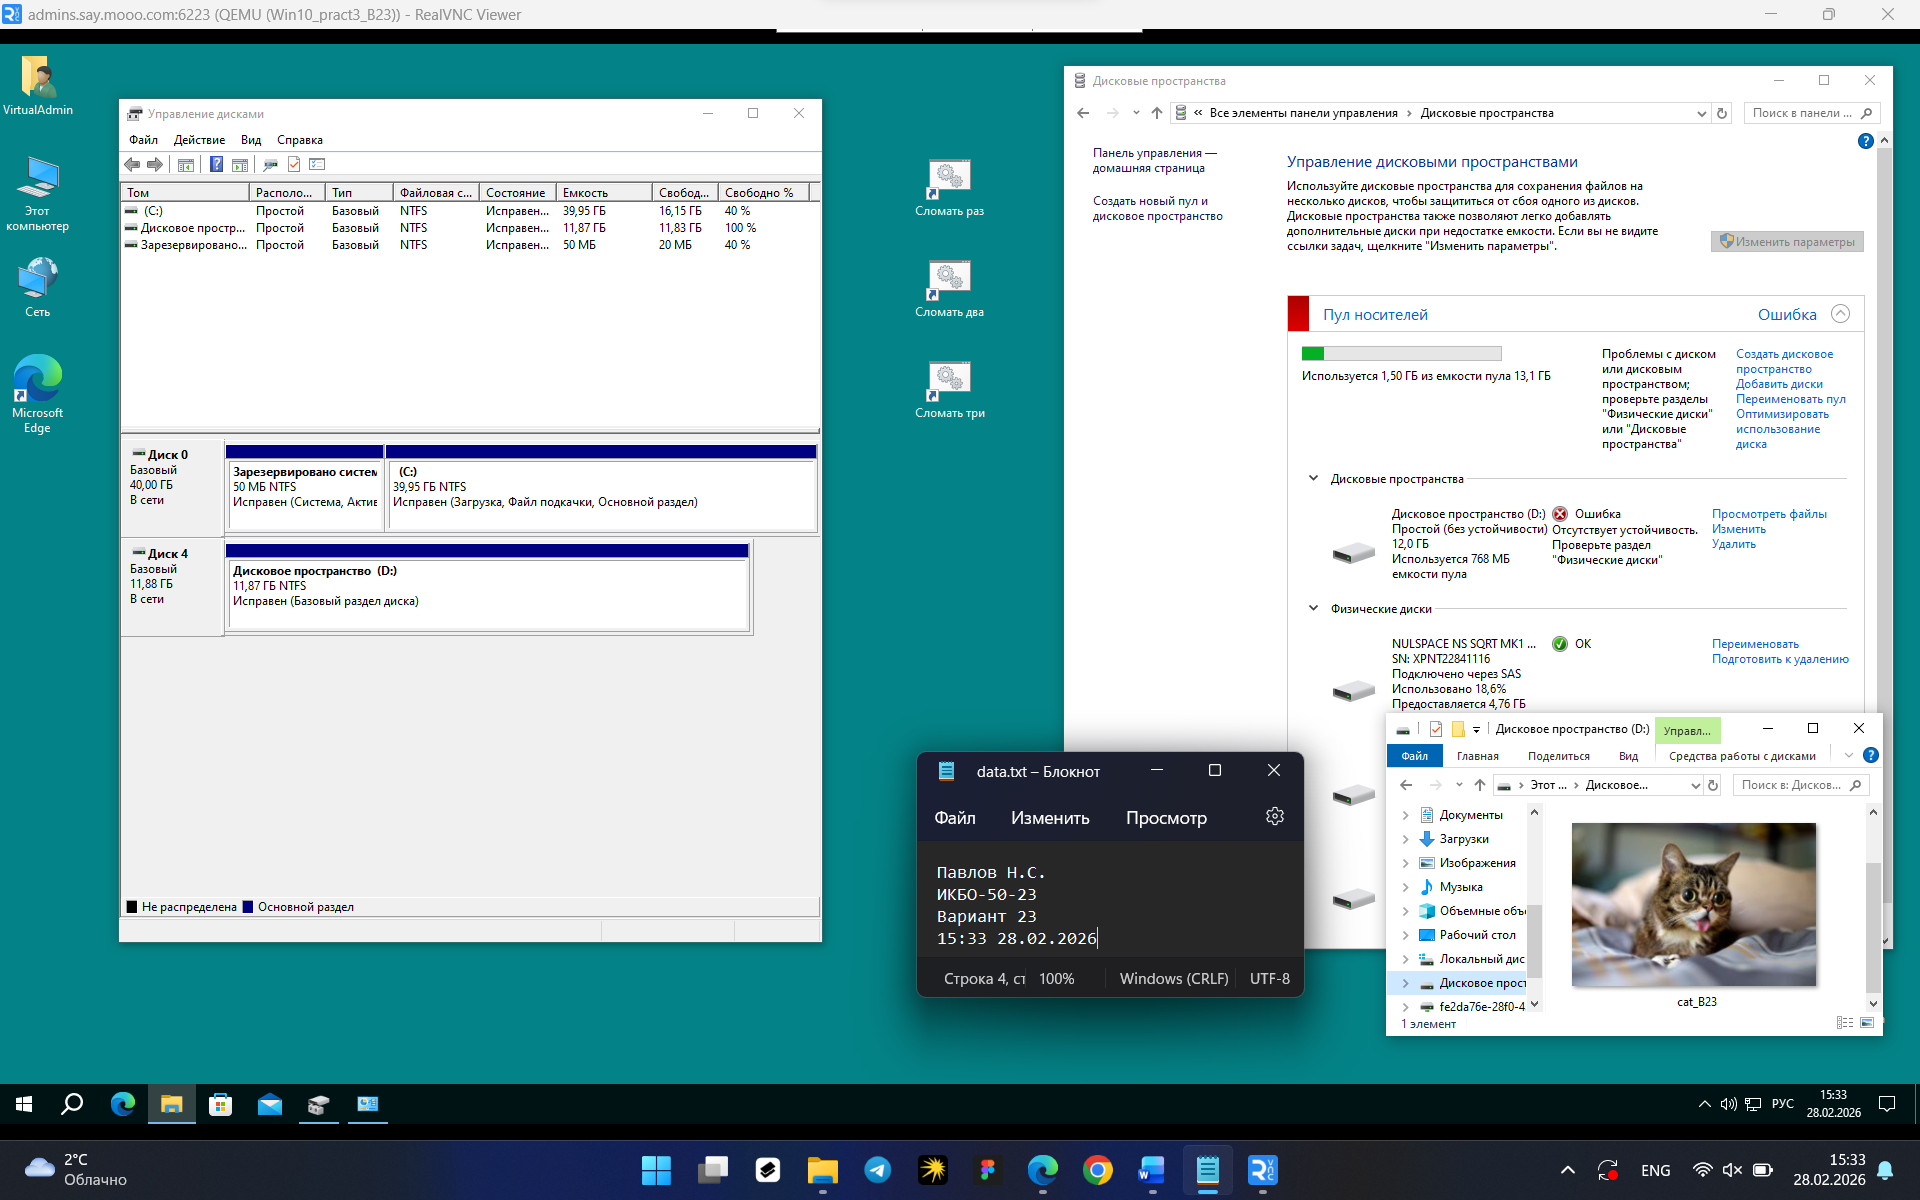 admins.say.mooo.com:6223 (QEMU (Win10_pract3_B23)) - RealVNC Viewer
VirtualAdmin
Этот
компьютер
Сеть
Microsoft
Edge
Управление дисками
Файл Действие Вид Справка
Том Располо... Тип Файловая с... Состояние Емкость Свобод... Свободно %
(C:) Простой Базовый NTFS Исправен... 39,95 ГБ 16,15 ГБ 40 %
Дисковое простр... Простой Базовый NTFS Исправен... 11,87 ГБ 11,83 ГБ 100 %
Зарезервировано... Простой Базовый NTFS Исправен... 50 МБ 20 МБ 40 %
Диск 0
Базовый
40,00 ГБ
В сети
Зарезервировано систем
50 МБ NTFS
Исправен (Система, Актив
(C:)
39,95 ГБ NTFS
Исправен (Загрузка, Файл подкачки, Основной раздел)
Диск 4
Базовый
11,88 ГБ
В сети
Дисковое пространство (D:)
11,87 ГБ NTFS
Исправен (Базовый раздел диска)
Не распределена Основной раздел
Сломать раз
Сломать два
Сломать три
Дисковые пространства
« Все элементы панели управления > Дисковые пространства
Поиск в панели ...
Панель управления —
домашняя страница
Создать новый пул и
дисковое пространство
Управление дисковыми пространствами
Используйте дисковые пространства для сохранения файлов на
несколько дисков, чтобы защититься от сбоя одного из дисков.
Дисковые пространства также позволяют легко добавлять
дополнительные диски при недостатке емкости. Если вы не видите
ссылки задач, щелкните "Изменить параметры".
Изменить параметры
Пул носителей
Ошибка
Используется 1,50 ГБ из емкости пула 13,1 ГБ
Проблемы с диском
или дисковым
пространством;
проверьте разделы
"Физические диски"
или "Дисковые
пространства"
Создать дисковое
пространство
Добавить диски
Переименовать пул
Оптимизировать
использование
диска
Дисковые пространства
Дисковое пространство (D:)
Простой (без устойчивости)
12,0 ГБ
Используется 768 МБ
емкости пула
Ошибка
Отсутствует устойчивость.
Проверьте раздел
"Физические диски"
Просмотреть файлы
Изменить
Удалить
Физические диски
NULSPACE NS SQRT MK1 ...
SN: XPNT22841116
Подключено через SAS
Использовано 18,6%
Предоставляется 4,76 ГБ
OK
Переименовать
Подготовить к удалению
Дисковое пространство (D:)
Управл...
Файл Главная Поделиться Вид Средства работы с дисками
Этот ... > Дисковое...
Поиск в: Дисков...
Документы
Загрузки
Изображения
Музыка
Объемные объ
Рабочий стол
Локальный дис
Дисковое прост
fe2da76e-28f0-4
cat_B23
1 элемент
data.txt – Блокнот
Файл Изменить Просмотр
Павлов Н.С.
ИКБО-50-23
Вариант 23
15:33 28.02.2026
Строка 4, ст 100% Windows (CRLF) UTF-8
РУС
15:33
28.02.2026
2°C
Облачно
ENG
15:33
28.02.2026